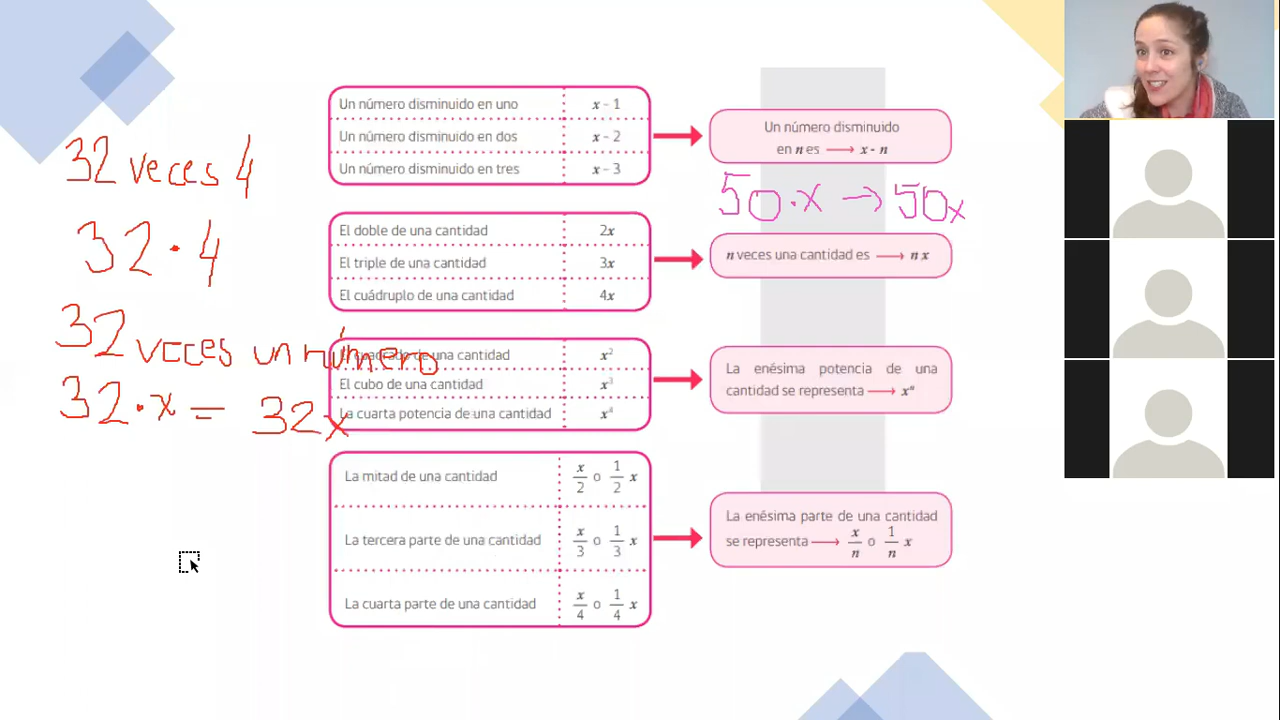 32 veces 4
32 · 4
32 veces un número
32 · x = 32x
Un número disminuido en uno x - 1
Un número disminuido en dos x - 2
Un número disminuido en tres x - 3
Un número disminuido
en n es ⟶ x - n
50 · x → 50x
El doble de una cantidad 2x
El triple de una cantidad 3x
El cuádruplo de una cantidad 4x
n veces una cantidad es ⟶ n x
El cuadrado de una cantidad x²
El cubo de una cantidad x³
La cuarta potencia de una cantidad x⁴
La enésima potencia de una
cantidad se representa ⟶ xⁿ
La mitad de una cantidad x/2 o 1/2 x
La tercera parte de una cantidad x/3 o 1/3 x
La cuarta parte de una cantidad x/4 o 1/4 x
La enésima parte de una cantidad
se representa ⟶ x/n o 1/n x